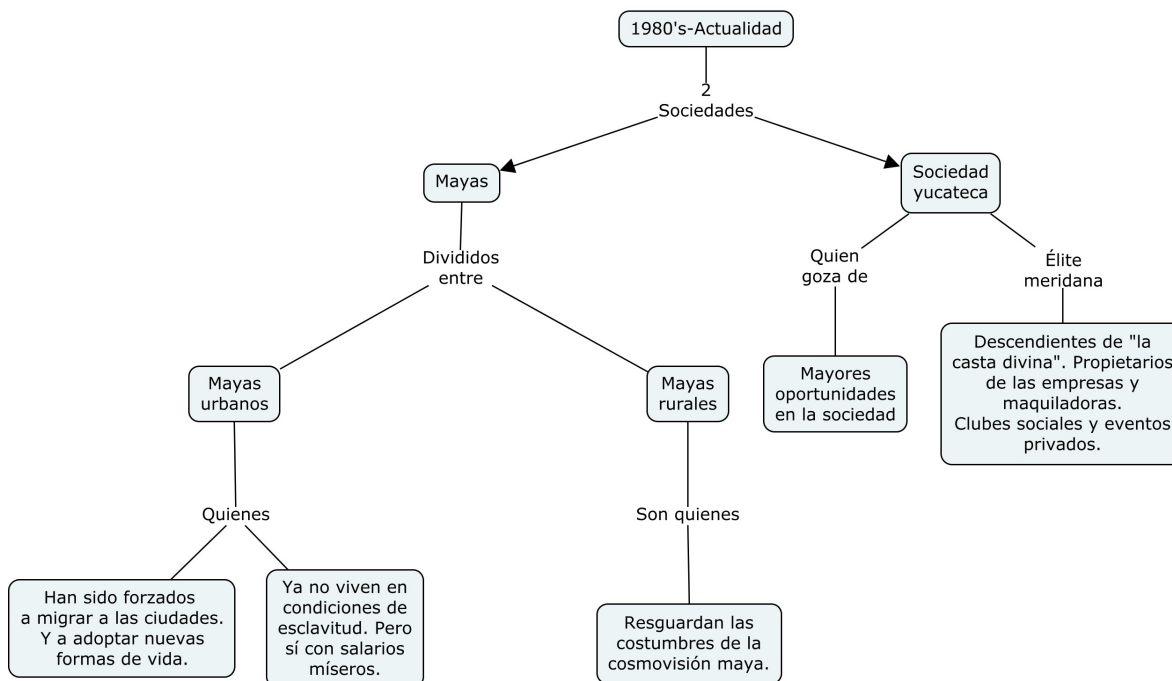 1980's-Actualidad
2
Sociedades
Mayas
Sociedad
yucateca
Divididos
entre
Quien
goza de
Élite
meridana
Mayas
urbanos
Mayas
rurales
Mayores
oportunidades
en la sociedad
Descendientes de "la
casta divina". Propietarios
de las empresas y
maquiladoras.
Clubes sociales y eventos
privados.
Quienes
Son quienes
Han sido forzados
a migrar a las ciudades.
Y a adoptar nuevas
formas de vida.
Ya no viven en
condiciones de
esclavitud. Pero
sí con salarios
míseros.
Resguardan las
costumbres de la
cosmovisión maya.